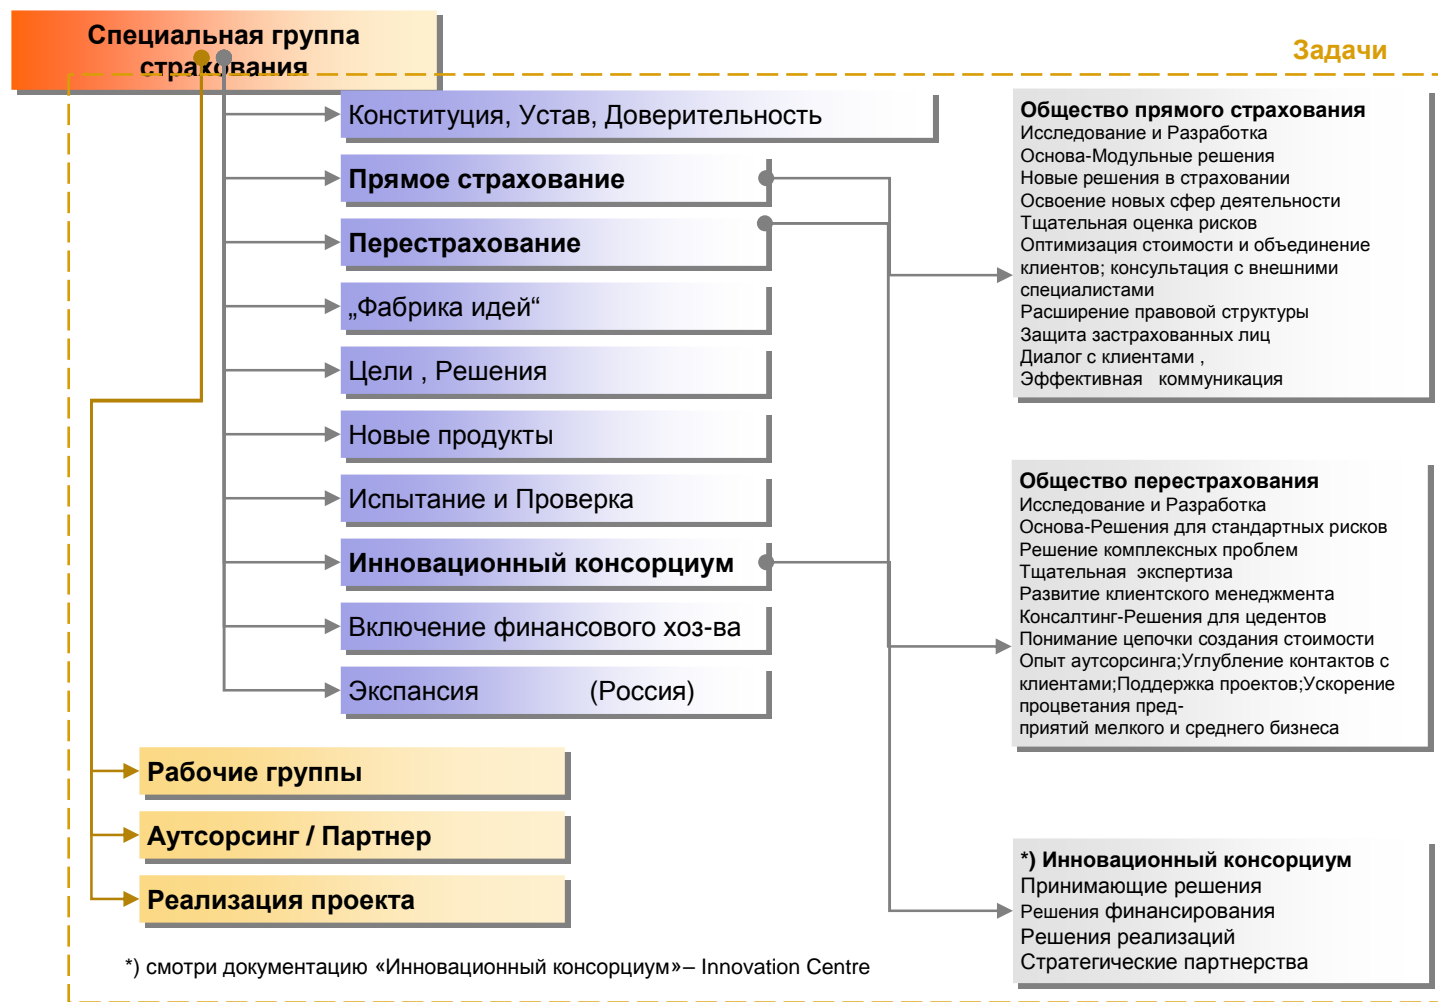 Специальная группа
страхования
Задачи
Конституция, Устав, Доверительность
Прямое страхование
Перестрахование
„Фабрика идей“
Цели , Решения
Новые продукты
Испытание и Проверка
Инновационный консорциум
Включение финансового хоз-ва
Экспансия (Россия)
Рабочие группы
Аутсорсинг / Партнер
Реализация проекта
*) смотри документацию «Инновационный консорциум»– Innovation Centre
Общество прямого страхования
Исследование и Разработка
Основа-Модульные решения
Новые решения в страховании
Освоение новых сфер деятельности
Тщательная оценка рисков
Оптимизация стоимости и объединение
клиентов; консультация с внешними
специалистами
Расширение правовой структуры
Защита застрахованных лиц
Диалог с клиентами ,
Эффективная коммуникация
Общество перестрахования
Исследование и Разработка
Основа-Решения для стандартных рисков
Решение комплексных проблем
Тщательная экспертиза
Развитие клиентского менеджмента
Консалтинг-Решения для цедентов
Понимание цепочки создания стоимости
Опыт аутсорсинга;Углубление контактов с
клиентами;Поддержка проектов;Ускорение
процветания пред-
приятий мелкого и среднего бизнеса
*) Инновационный консорциум
Принимающие решения
Решения финансирования
Решения реализаций
Стратегические партнерства